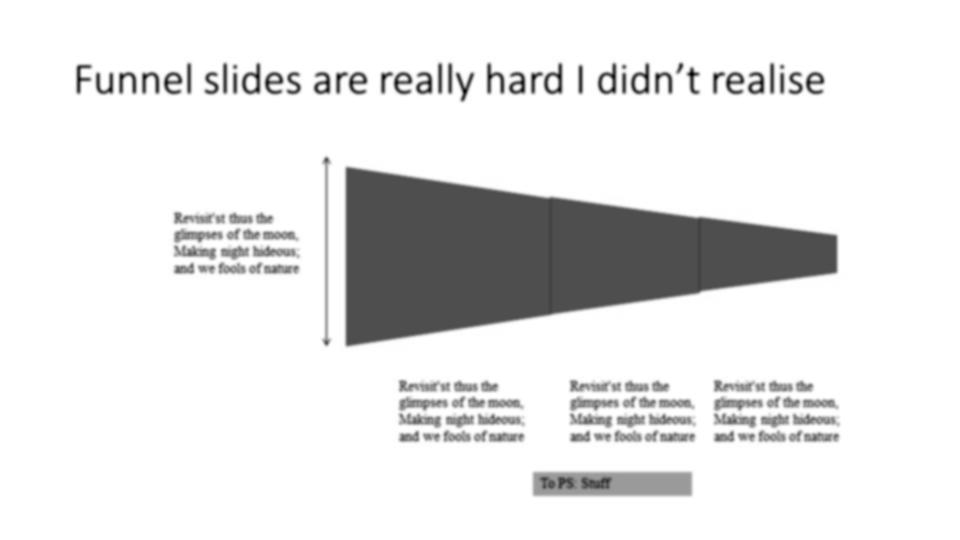 Funnel slides are really hard I didn’t realise
Revisit'st thus the
glimpses of the moon,
Making night hideous;
and we fools of nature
Revisit'st thus the
glimpses of the moon,
Making night hideous;
and we fools of nature
Revisit'st thus the
glimpses of the moon,
Making night hideous;
and we fools of nature
Revisit'st thus the
glimpses of the moon,
Making night hideous;
and we fools of nature
To PS: Stuff